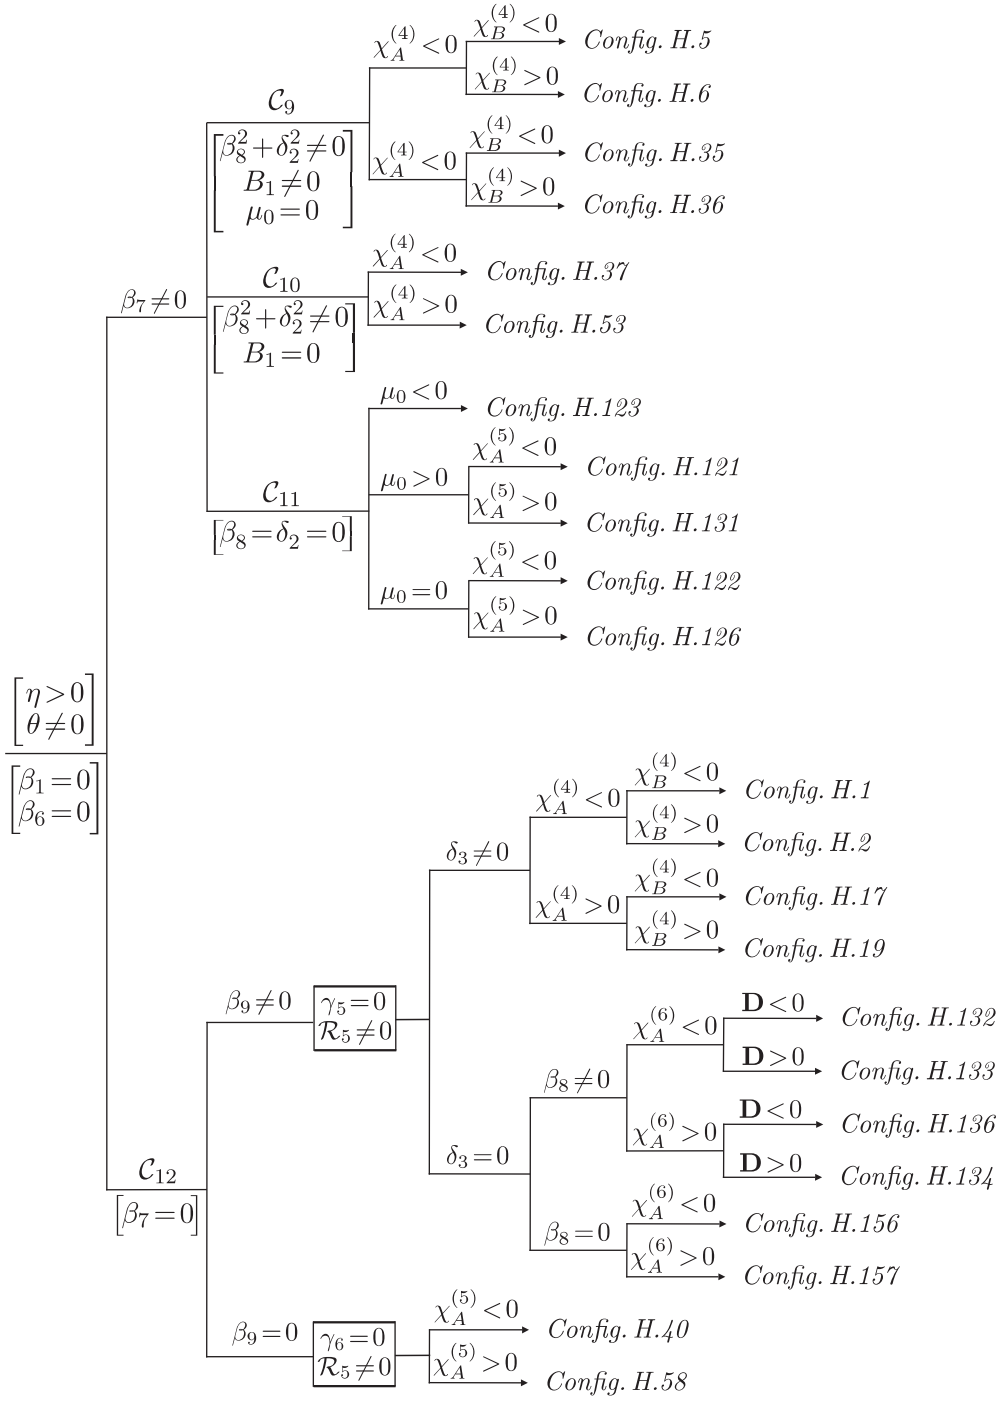 χ_A^(4) < 0
χ_B^(4) < 0
Config. H.5
χ_B^(4) > 0
Config. H.6
C_9
[β_8^2 + δ_2^2 ≠ 0
B_1 ≠ 0
μ_0 = 0]
χ_A^(4) < 0
χ_B^(4) < 0
Config. H.35
χ_B^(4) > 0
Config. H.36
β_7 ≠ 0
C_10
[β_8^2 + δ_2^2 ≠ 0
B_1 = 0]
χ_A^(4) < 0
Config. H.37
χ_A^(4) > 0
Config. H.53
C_11
[β_8 = δ_2 = 0]
μ_0 < 0
Config. H.123
μ_0 > 0
χ_A^(5) < 0
Config. H.121
χ_A^(5) > 0
Config. H.131
μ_0 = 0
χ_A^(5) < 0
Config. H.122
χ_A^(5) > 0
Config. H.126
[η > 0
θ ≠ 0]
[β_1 = 0
β_6 = 0]
C_12
[β_7 = 0]
β_9 ≠ 0
γ_5 = 0
R_5 ≠ 0
δ_3 ≠ 0
χ_A^(4) < 0
χ_B^(4) < 0
Config. H.1
χ_B^(4) > 0
Config. H.2
χ_A^(4) > 0
χ_B^(4) < 0
Config. H.17
χ_B^(4) > 0
Config. H.19
δ_3 = 0
β_8 ≠ 0
χ_A^(6) < 0
D < 0
Config. H.132
D > 0
Config. H.133
χ_A^(6) > 0
D < 0
Config. H.136
D > 0
Config. H.134
β_8 = 0
χ_A^(6) < 0
Config. H.156
χ_A^(6) > 0
Config. H.157
β_9 = 0
γ_6 = 0
R_5 ≠ 0
χ_A^(5) < 0
Config. H.40
χ_A^(5) > 0
Config. H.58